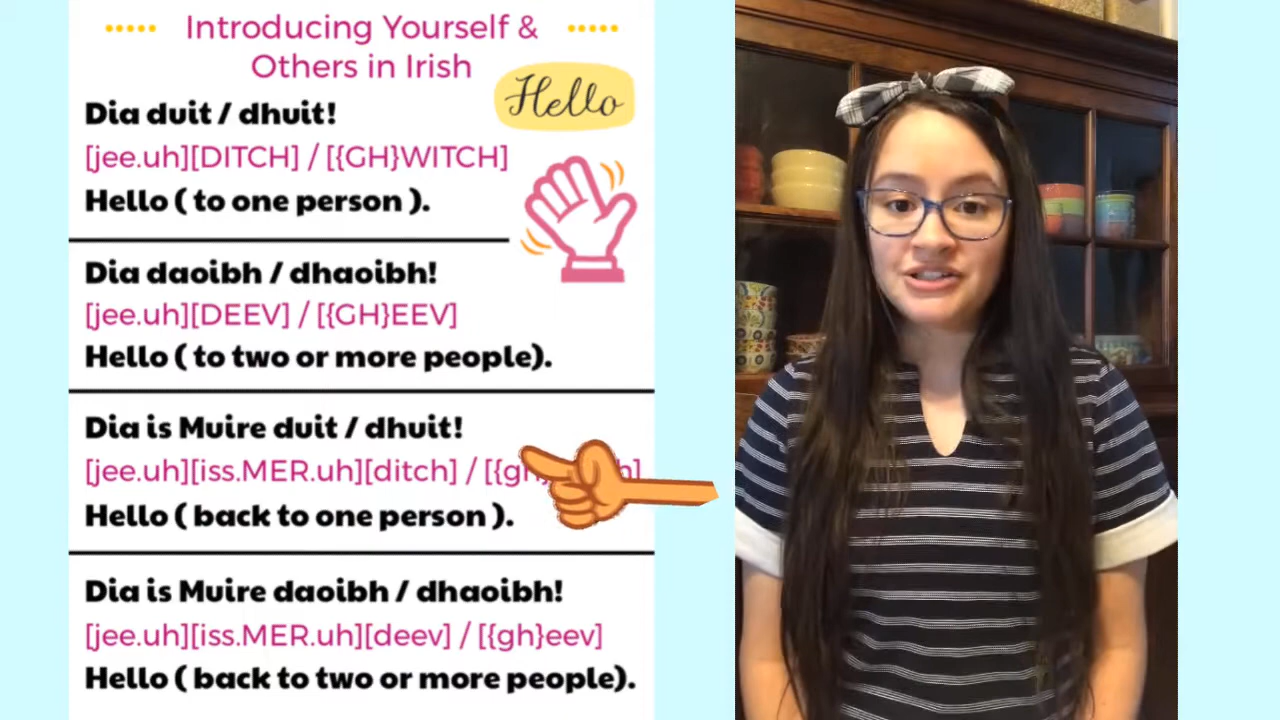 Introducing Yourself &
Others in Irish
Hello
Dia duit / dhuit!
[jee.uh][DITCH] / [{GH}WITCH]
Hello ( to one person ).
Dia daoibh / dhaoibh!
[jee.uh][DEEV] / [{GH}EEV]
Hello ( to two or more people).
Dia is Muire duit / dhuit!
[jee.uh][iss.MER.uh][ditch] / [{gh
Hello ( back to one person ).
Dia is Muire daoibh / dhaoibh!
[jee.uh][iss.MER.uh][deev] / [{gh}eev]
Hello ( back to two or more people).